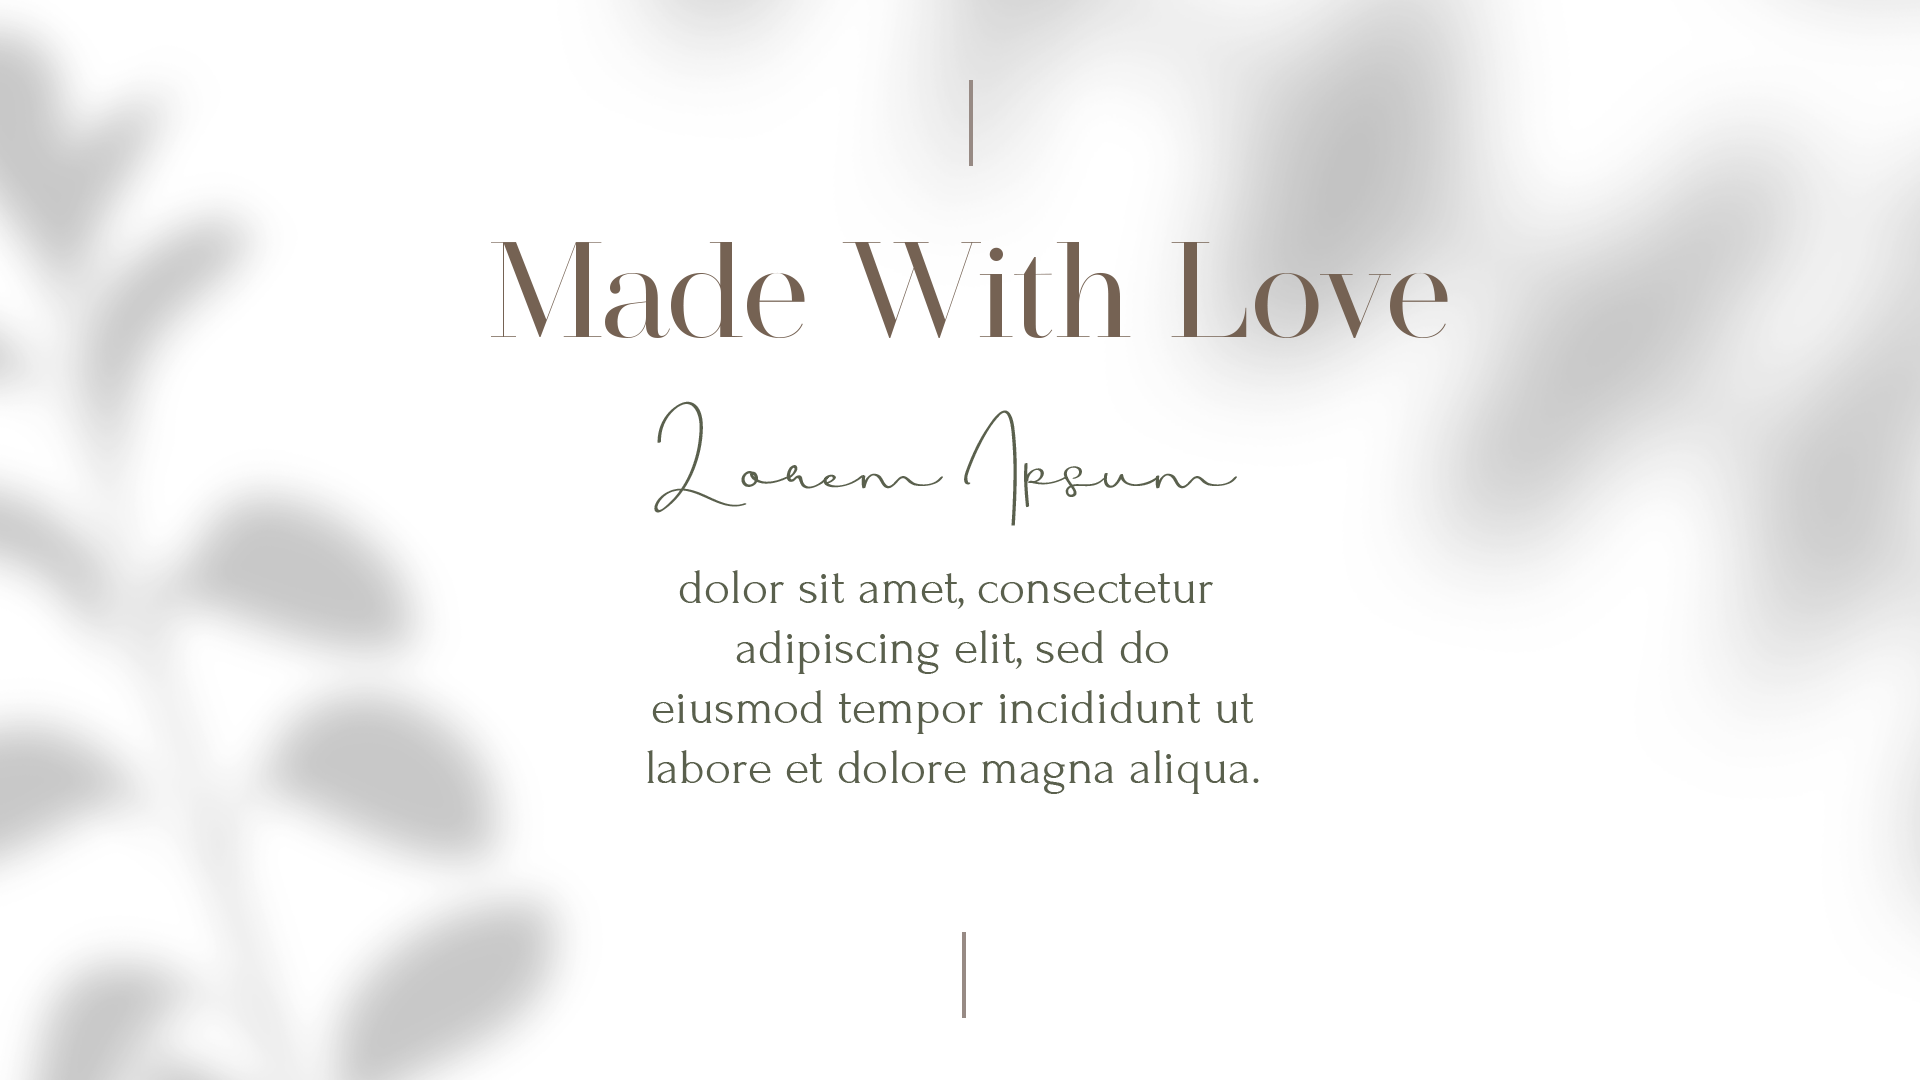 Made With Love
Lorem Ipsum
dolor sit amet, consectetur
adipiscing elit, sed do
eiusmod tempor incididunt ut
labore et dolore magna aliqua.